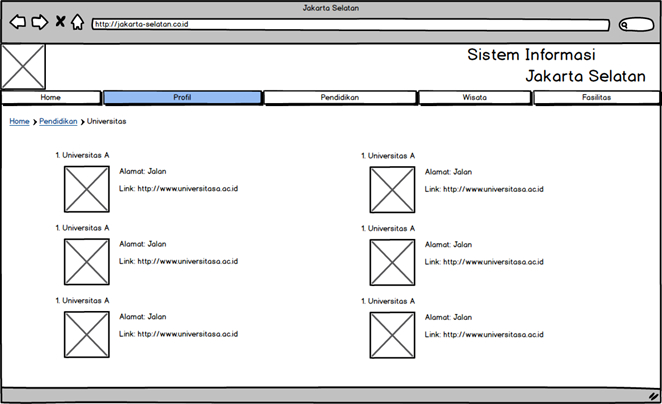 Jakarta Selatan
http://jakarta-selatan.co.id
Sistem Informasi
Jakarta Selatan
Home Profil Pendidikan Wisata Fasilitas
Home > Pendidikan > Universitas
1. Universitas A
Alamat: Jalan
Link: http://www.universitasa.ac.id
1. Universitas A
Alamat: Jalan
Link: http://www.universitasa.ac.id
1. Universitas A
Alamat: Jalan
Link: http://www.universitasa.ac.id
1. Universitas A
Alamat: Jalan
Link: http://www.universitasa.ac.id
1. Universitas A
Alamat: Jalan
Link: http://www.universitasa.ac.id
1. Universitas A
Alamat: Jalan
Link: http://www.universitasa.ac.id